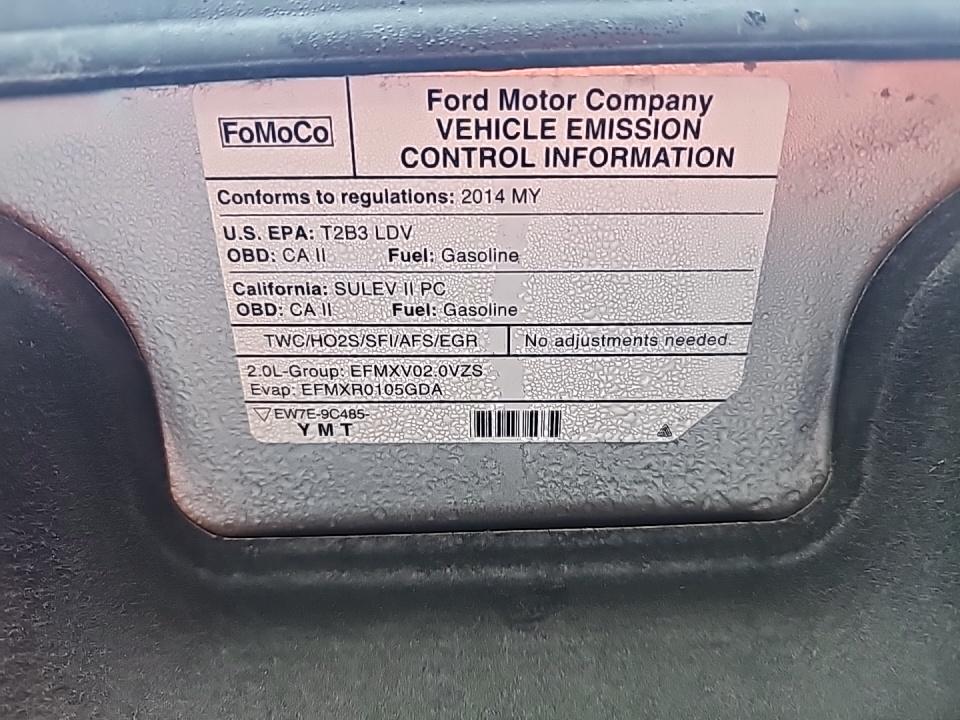 FoMoCo
Ford Motor Company
VEHICLE EMISSION
CONTROL INFORMATION
Conforms to regulations: 2014 MY
U.S. EPA: T2B3 LDV
OBD: CA II Fuel: Gasoline
California: SULEV II PC
OBD: CA II Fuel: Gasoline
TWC/HO2S/SFI/AFS/EGR No adjustments needed.
2.0L-Group: EFMXV02.0VZS
Evap: EFMXR0105GDA
EW7E-9C485-
Y M T